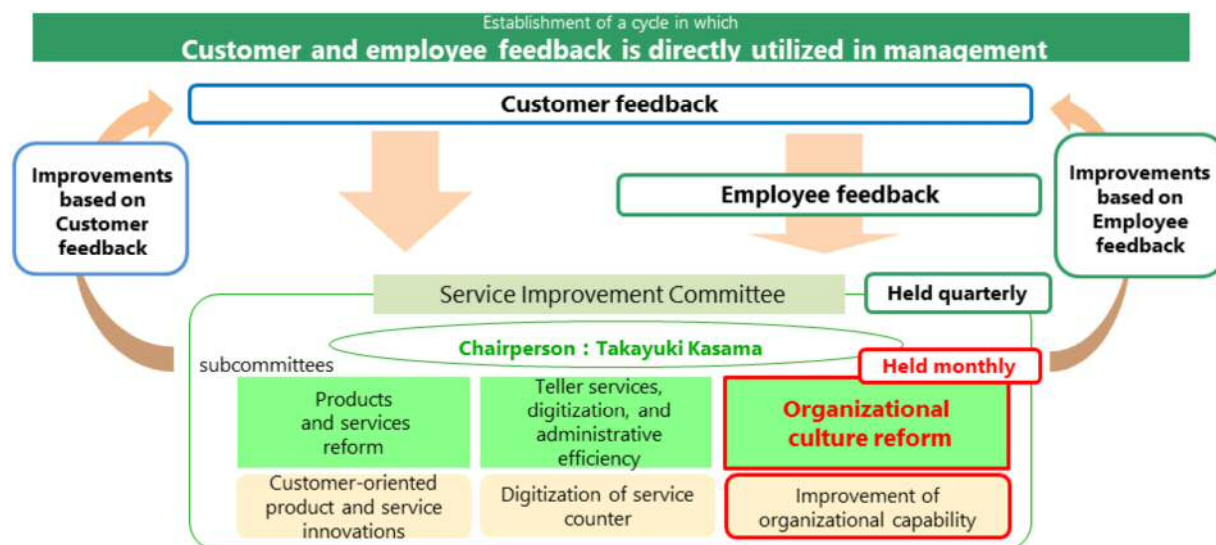 Establishment of a cycle in which
Customer and employee feedback is directly utilized in management
Customer feedback
Improvements
based on
Customer
feedback
Employee feedback
Improvements
based on
Employee
feedback
Service Improvement Committee
Held quarterly
Chairperson：Takayuki Kasama
subcommittees
Held monthly
Products
and services
reform
Teller services,
digitization, and
administrative
efficiency
Organizational
culture reform
Customer-oriented
product and service
innovations
Digitization of service
counter
Improvement of
organizational capability